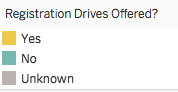 Registration Drives Offered?
Yes
No
Unknown